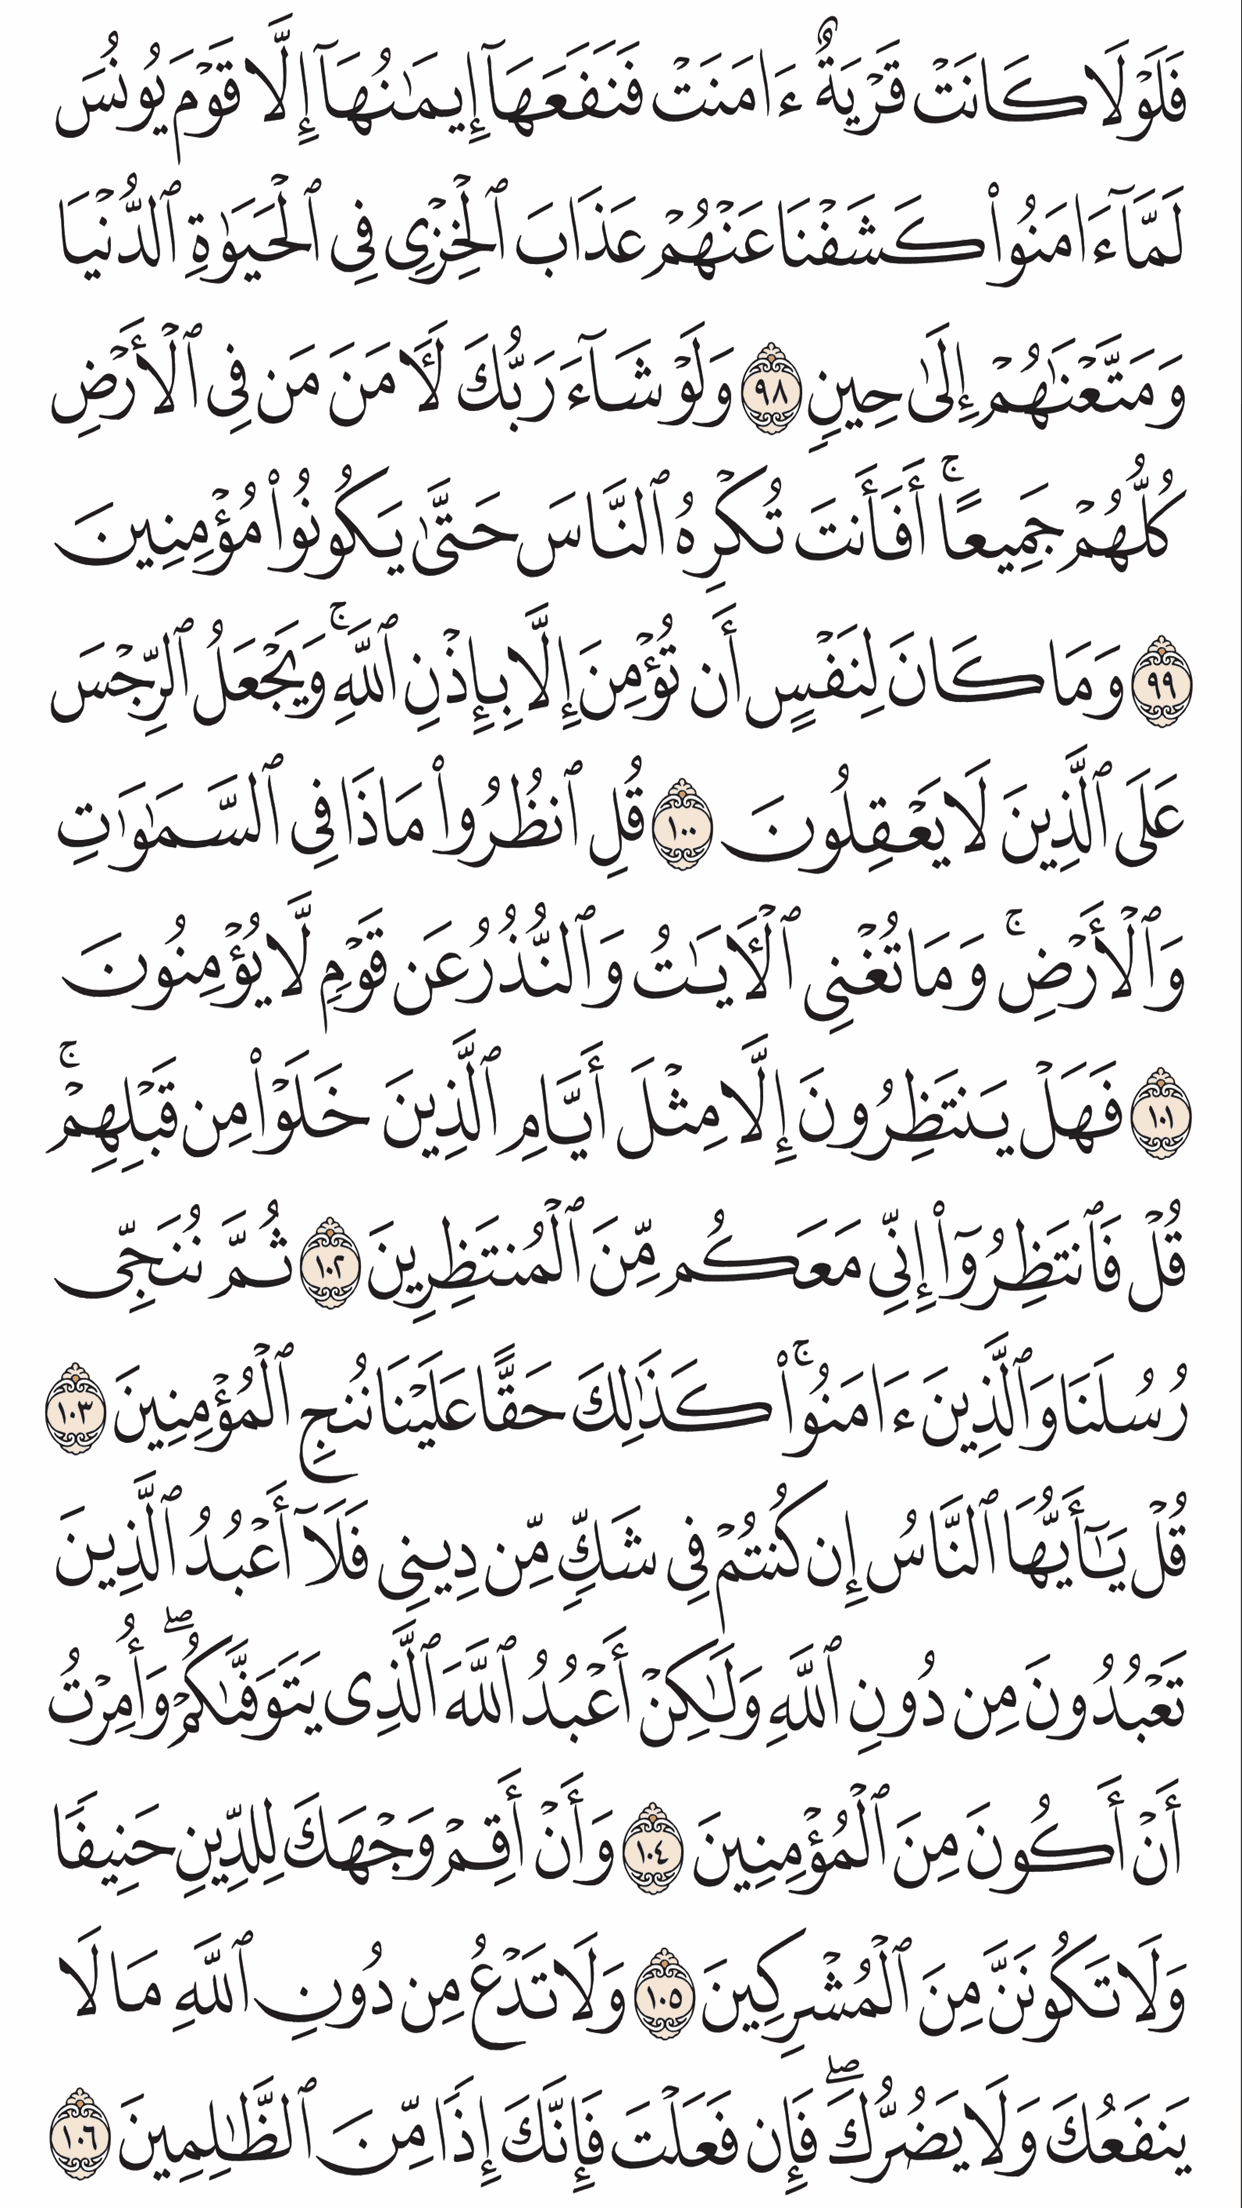 فَلَوْلَا كَانَتْ قَرْيَةٌ ءَامَنَتْ فَنَفَعَهَآ إِيمَـٰنُهَآ إِلَّا قَوْمَ يُونُسَ
لَمَّآ ءَامَنُوا۟ كَشَفْنَا عَنْهُمْ عَذَابَ ٱلْخِزْىِ فِى ٱلْحَيَوٰةِ ٱلدُّنْيَا
وَمَتَّعْنَـٰهُمْ إِلَىٰ حِينٍ ٩٨ وَلَوْ شَآءَ رَبُّكَ لَـَٔامَنَ مَن فِى ٱلْأَرْضِ
كُلُّهُمْ جَمِيعًا ۚ أَفَأَنتَ تُكْرِهُ ٱلنَّاسَ حَتَّىٰ يَكُونُوا۟ مُؤْمِنِينَ
٩٩ وَمَا كَانَ لِنَفْسٍ أَن تُؤْمِنَ إِلَّا بِإِذْنِ ٱللَّهِ ۚ وَيَجْعَلُ ٱلرِّجْسَ
عَلَى ٱلَّذِينَ لَا يَعْقِلُونَ ١٠٠ قُلِ ٱنظُرُوا۟ مَاذَا فِى ٱلسَّمَـٰوَٰتِ
وَٱلْأَرْضِ ۚ وَمَا تُغْنِى ٱلْـَٔايَـٰتُ وَٱلنُّذُرُ عَن قَوْمٍ لَّا يُؤْمِنُونَ
١٠١ فَهَلْ يَنتَظِرُونَ إِلَّا مِثْلَ أَيَّامِ ٱلَّذِينَ خَلَوْا۟ مِن قَبْلِهِمْ ۚ
قُلْ فَٱنتَظِرُوٓا۟ إِنِّى مَعَكُم مِّنَ ٱلْمُنتَظِرِينَ ١٠٢ ثُمَّ نُنَجِّى
رُسُلَنَا وَٱلَّذِينَ ءَامَنُوا۟ ۚ كَذَٰلِكَ حَقًّا عَلَيْنَا نُنجِ ٱلْمُؤْمِنِينَ ١٠٣
قُلْ يَـٰٓأَيُّهَا ٱلنَّاسُ إِن كُنتُمْ فِى شَكٍّ مِّن دِينِى فَلَآ أَعْبُدُ ٱلَّذِينَ
تَعْبُدُونَ مِن دُونِ ٱللَّهِ وَلَـٰكِنْ أَعْبُدُ ٱللَّهَ ٱلَّذِى يَتَوَفَّىٰكُمْ ۖ وَأُمِرْتُ
أَنْ أَكُونَ مِنَ ٱلْمُؤْمِنِينَ ١٠٤ وَأَنْ أَقِمْ وَجْهَكَ لِلدِّينِ حَنِيفًا
وَلَا تَكُونَنَّ مِنَ ٱلْمُشْرِكِينَ ١٠٥ وَلَا تَدْعُ مِن دُونِ ٱللَّهِ مَا لَا
يَنفَعُكَ وَلَا يَضُرُّكَ ۖ فَإِن فَعَلْتَ فَإِنَّكَ إِذًا مِّنَ ٱلظَّـٰلِمِينَ ١٠٦